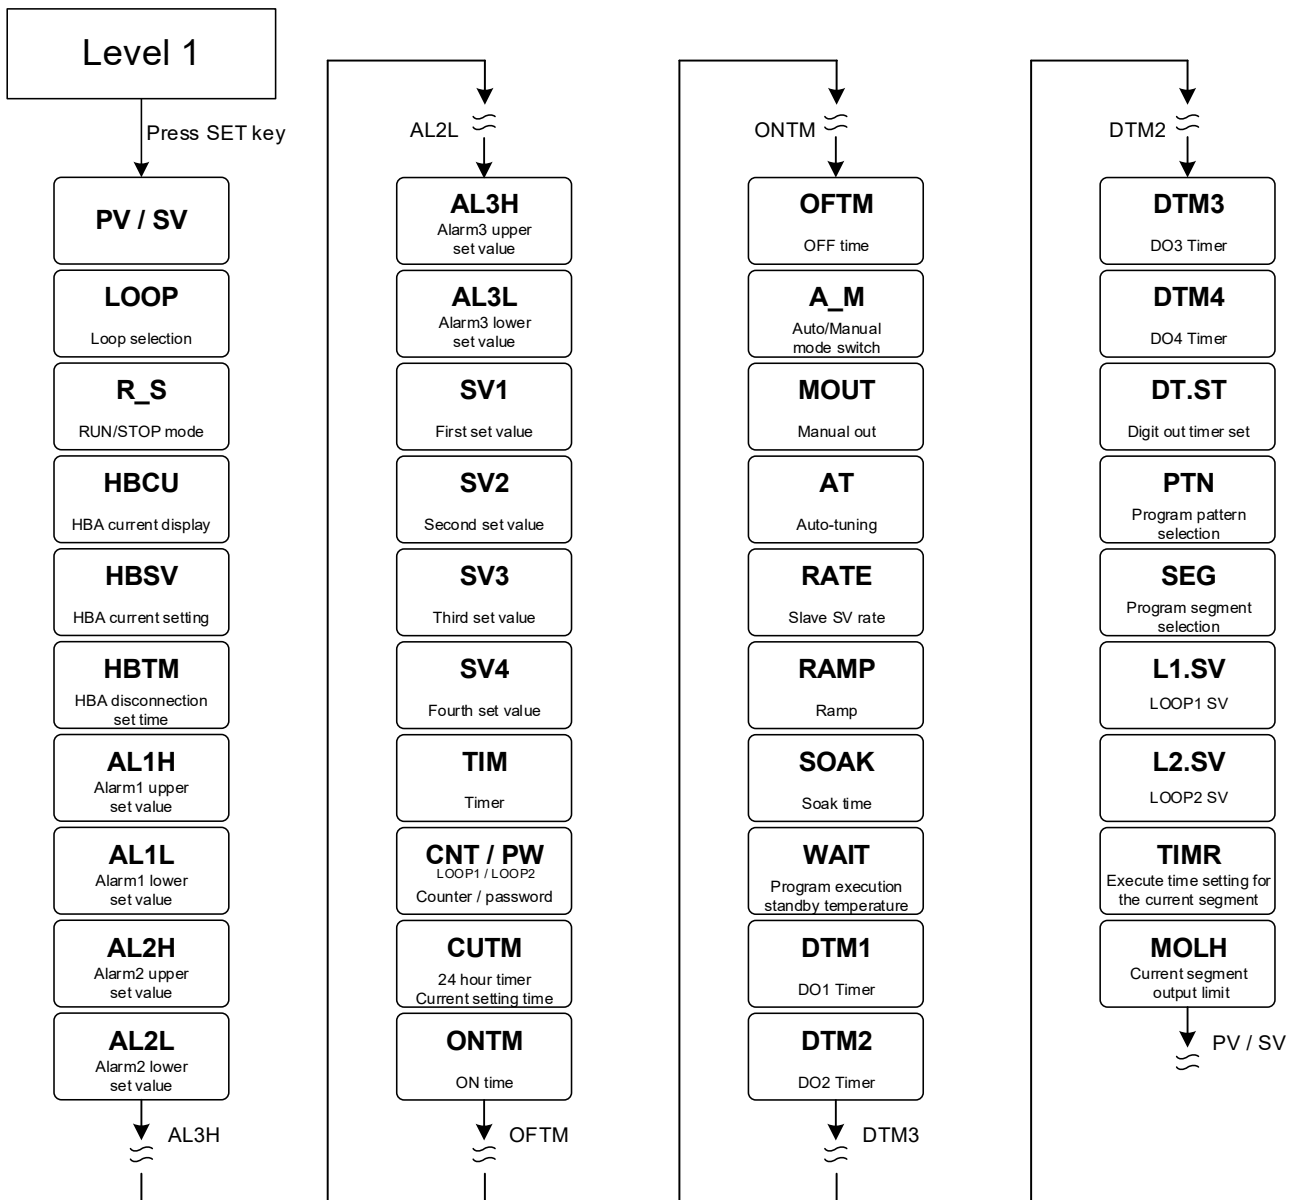 Level 1
Press SET key
PV / SV
LOOP
Loop selection
R_S
RUN/STOP mode
HBCU
HBA current display
HBSV
HBA current setting
HBTM
HBA disconnection
set time
AL1H
Alarm1 upper
set value
AL1L
Alarm1 lower
set value
AL2H
Alarm2 upper
set value
AL2L
Alarm2 lower
set value
AL3H
AL2L
AL3H
Alarm3 upper
set value
AL3L
Alarm3 lower
set value
SV1
First set value
SV2
Second set value
SV3
Third set value
SV4
Fourth set value
TIM
Timer
CNT / PW
LOOP1 / LOOP2
Counter / password
CUTM
24 hour timer
Current setting time
ONTM
ON time
OFTM
ONTM
OFTM
OFF time
A_M
Auto/Manual
mode switch
MOUT
Manual out
AT
Auto-tuning
RATE
Slave SV rate
RAMP
Ramp
SOAK
Soak time
WAIT
Program execution
standby temperature
DTM1
DO1 Timer
DTM2
DO2 Timer
DTM3
DTM2
DTM3
DO3 Timer
DTM4
DO4 Timer
DT.ST
Digit out timer set
PTN
Program pattern
selection
SEG
Program segment
selection
L1.SV
LOOP1 SV
L2.SV
LOOP2 SV
TIMR
Execute time setting for
the current segment
MOLH
Current segment
output limit
PV / SV